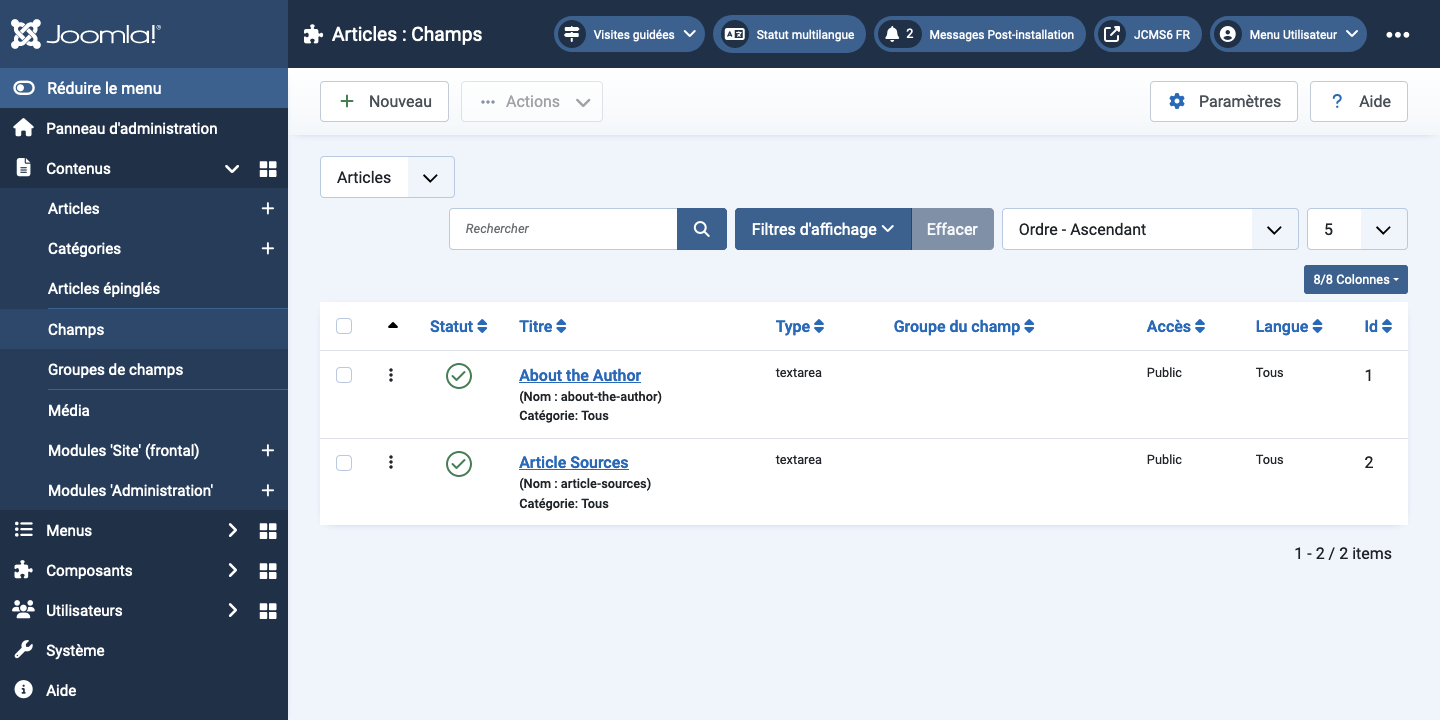 Joomla!®
Articles : Champs
Visites guidées
Statut multilangue
2 Messages Post-installation
JCMS6 FR
Menu Utilisateur
Réduire le menu
Panneau d'administration
Contenus
Articles
Catégories
Articles épinglés
Champs
Groupes de champs
Média
Modules 'Site' (frontal)
Modules 'Administration'
Menus
Composants
Utilisateurs
Système
Aide
Nouveau
Actions
Paramètres
? Aide
Articles
Rechercher
Filtres d'affichage
Effacer
Ordre - Ascendant
5
8/8 Colonnes
Statut Titre Type Groupe du champ Accès Langue Id
About the Author textarea Public Tous 1
(Nom : about-the-author)
Catégorie: Tous
Article Sources textarea Public Tous 2
(Nom : article-sources)
Catégorie: Tous
1 - 2 / 2 items